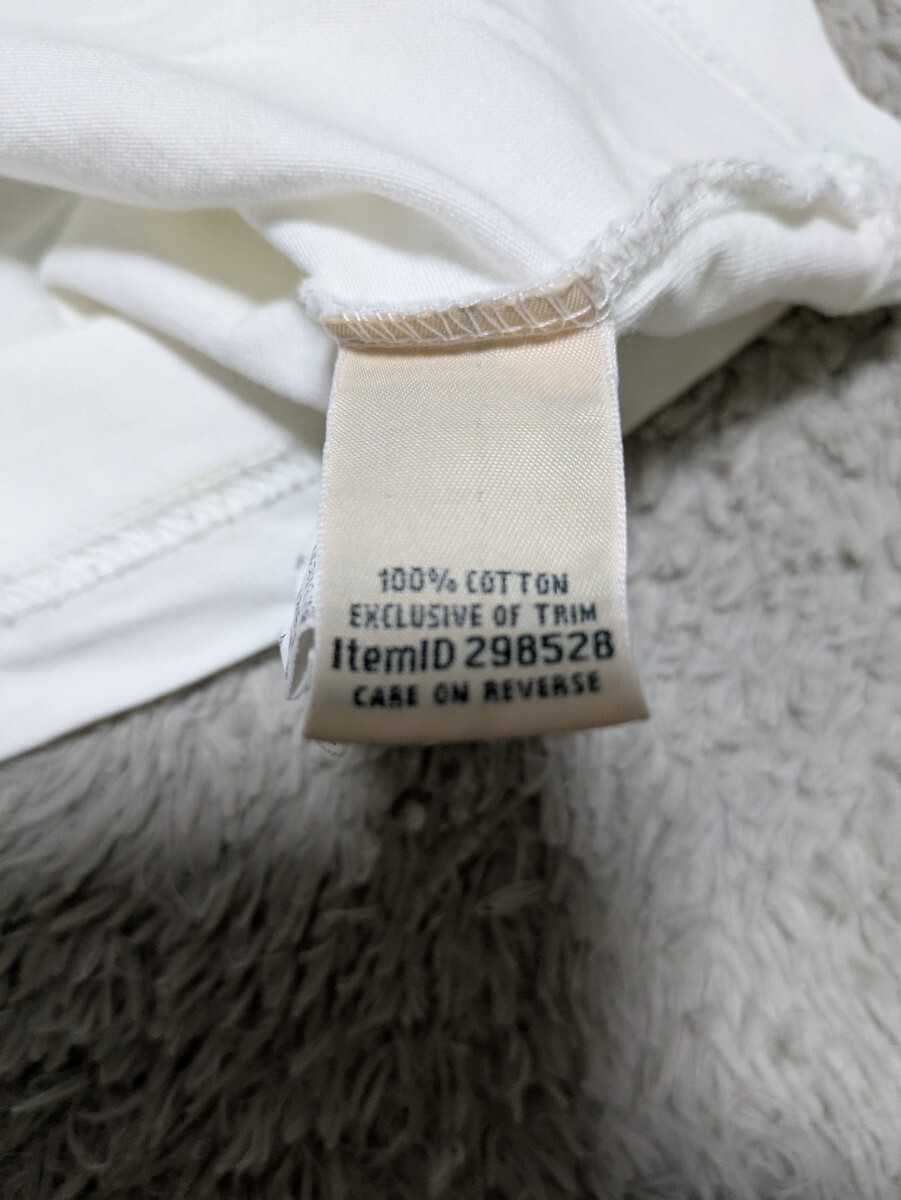 100% COTTON
EXCLUSIVE OF TRIM
ItemID 298528
CARE ON REVERSE